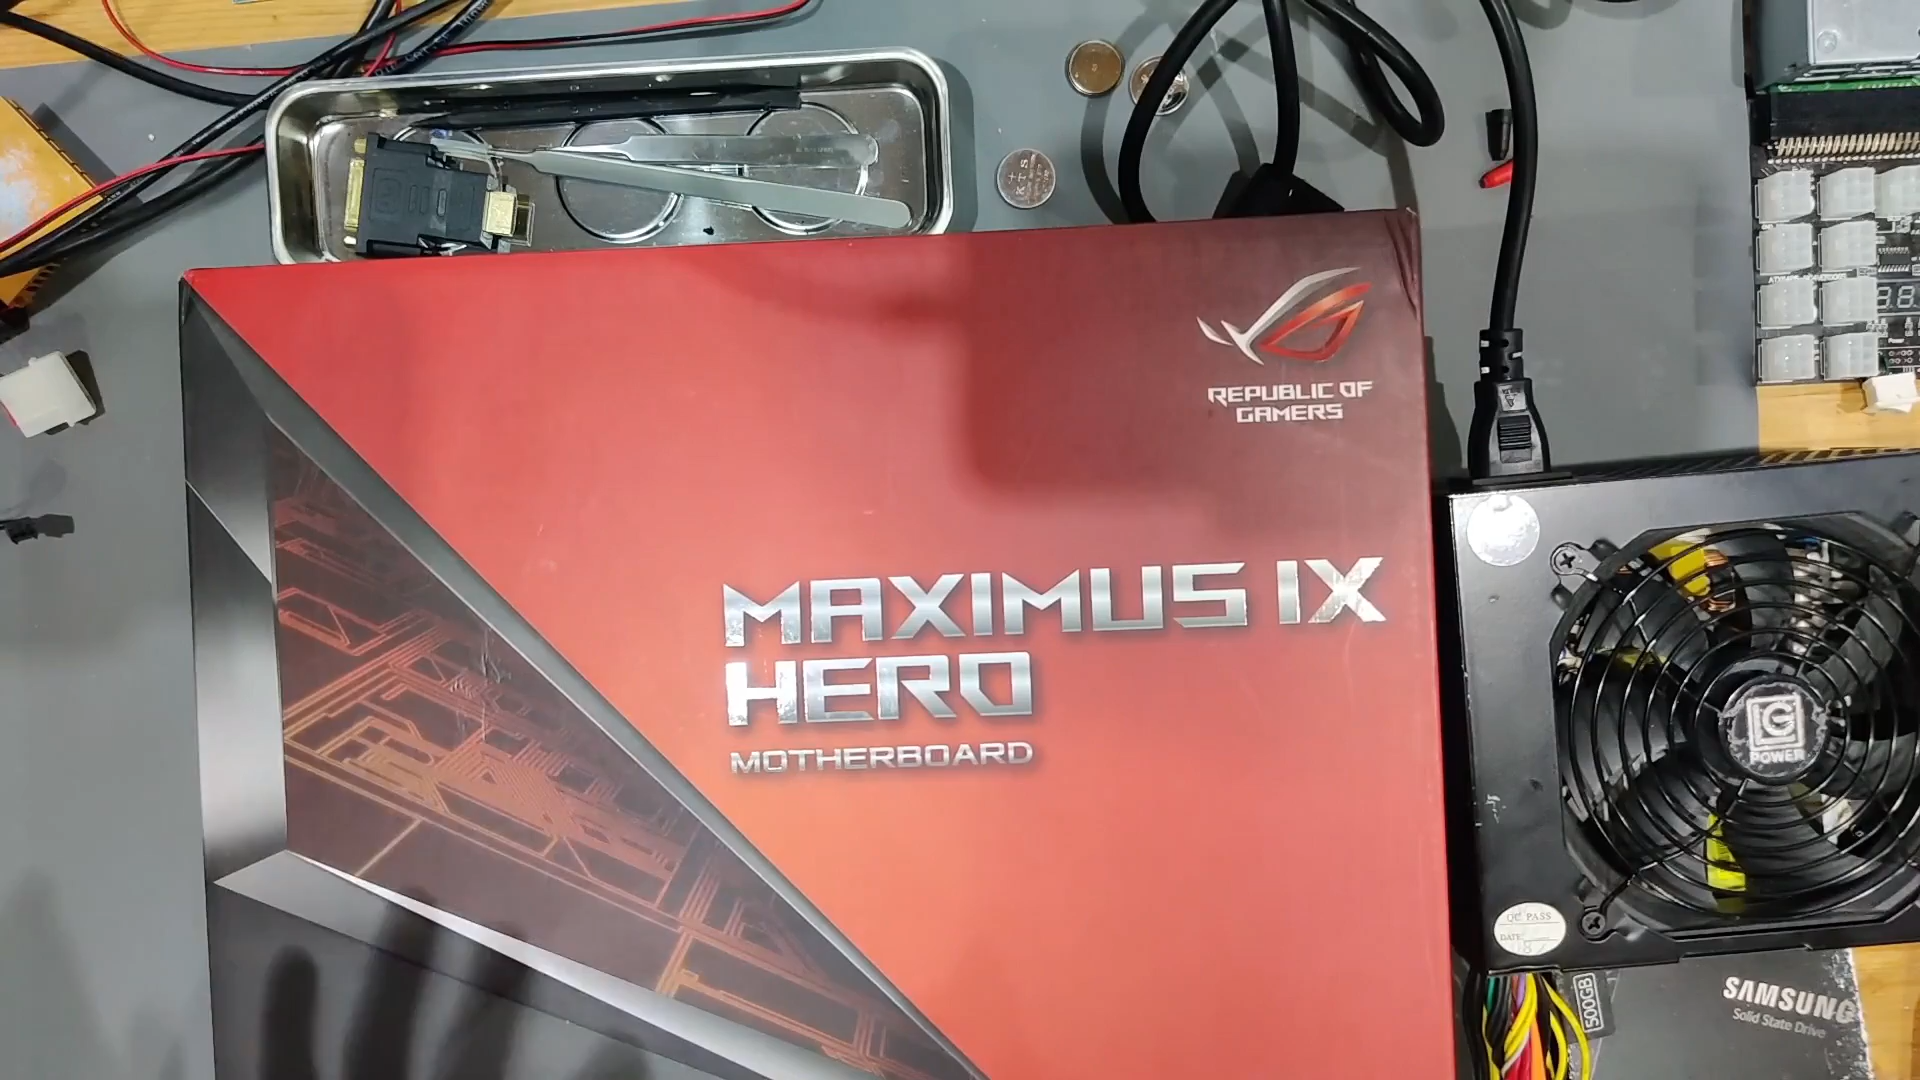 REPUBLIC OF
GAMERS
MAXIMUS IX
HERO
MOTHERBOARD
POWER
QC PASS
DATE:
500GB
SAMSUNG
Solid State Drive